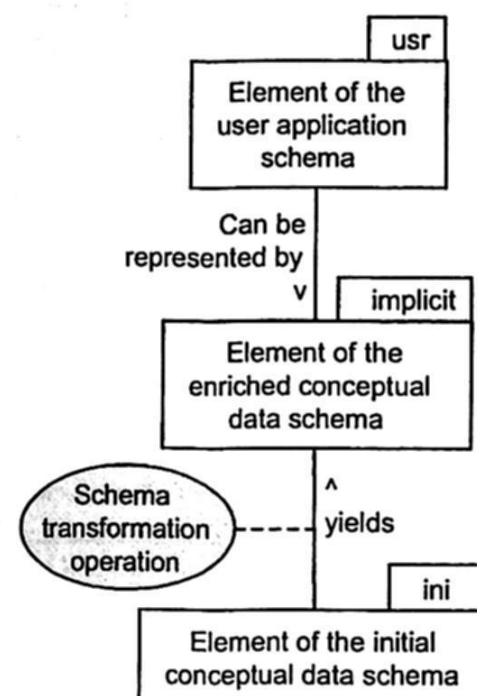 usr
Element of the
user application
schema
Can be
represented by
v
implicit
Element of the
enriched conceptual
data schema
^
Schema
transformation
operation
yields
ini
Element of the initial
conceptual data schema